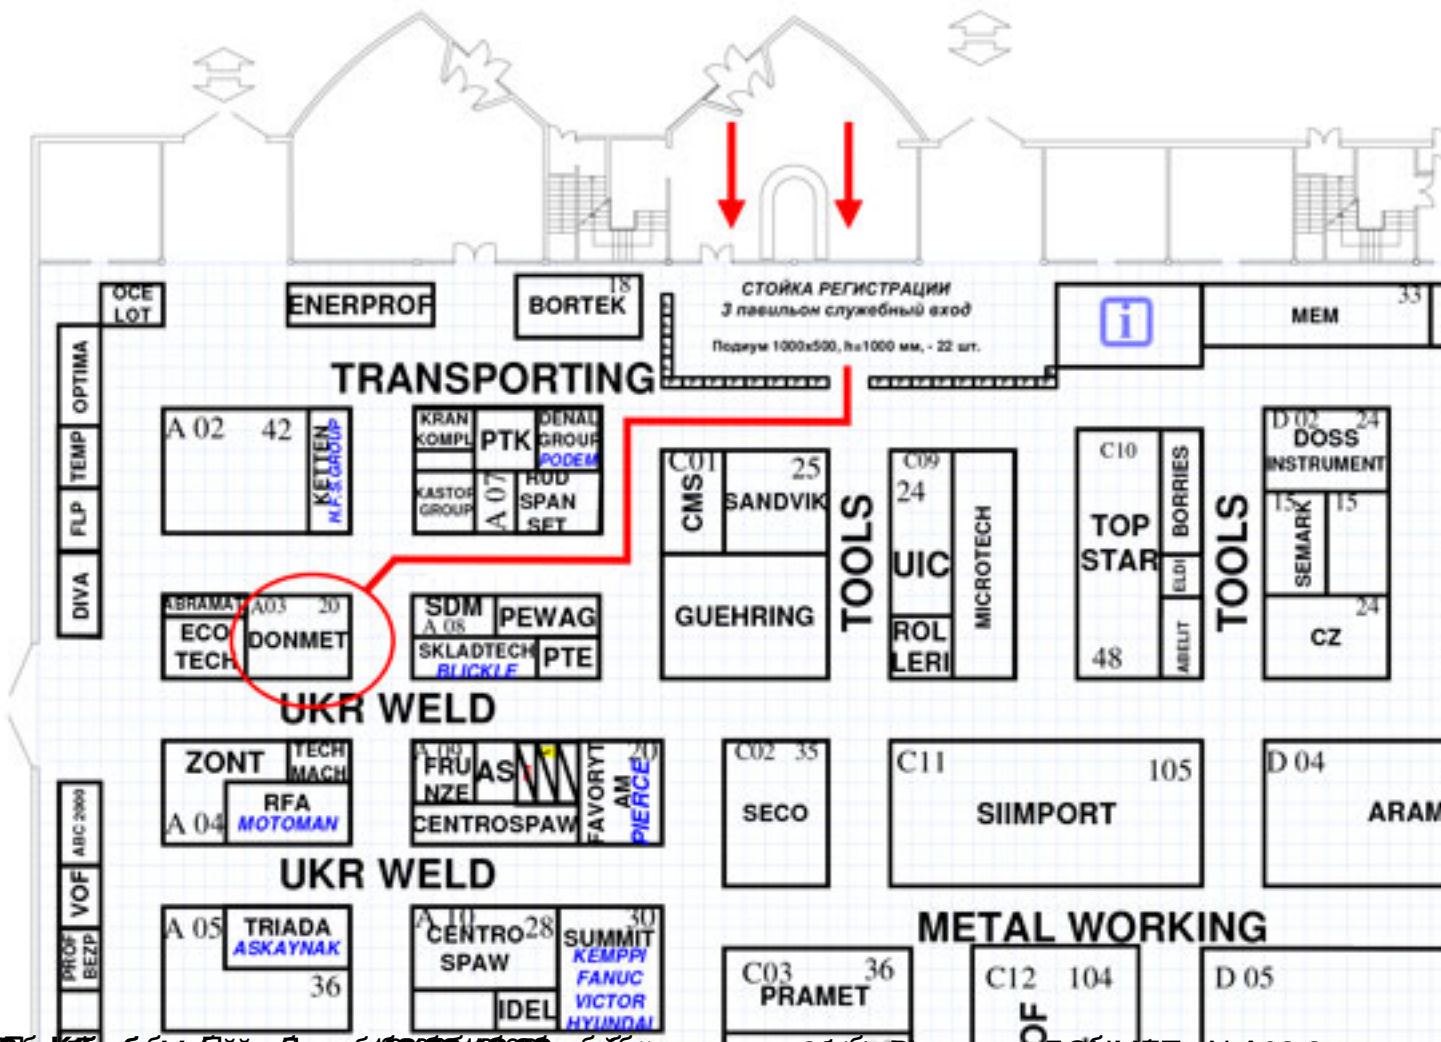 СТОЙКА РЕГИСТРАЦИИ
3 павильон служебный вход
Подиум 1000x500, h=1000 мм, - 22 шт.
OCE
LOT
ENERPROF
18
BORTEK
i
33
MEM
TRANSPORTING
OPTIMA
TEMP
FLP
DIVA
A 02
42
KETTEN
H.F.S.GROUP
KRAN
KOMPL
PTK
DENAL
GROUP
PODEM
KASTOR
GROUP
A 07
RUD
SPAN
SET
C01
CMS
25
SANDVIK
GUEHRING
TOOLS
C09
24
UIC
ROL
LERI
MICROTECH
C10
TOP
STAR
48
BORRIES
ELDI
ABELIT
TOOLS
D 02
24
DOSS
INSTRUMENT
15
SEMARK
15
24
CZ
ABRAMAT
ECO
TECH
A03
20
DONMET
SDM
A 08
PEWAG
SKLADTECH
BLICKLE
PTE
UKR WELD
ZONT
TECH
MACH
A 04
RFA
MOTOMAN
A 09
FRU
NZE
AS
CENTROSPAW
FAVORYT
20
AM
PIERCE
C02
35
SECO
C11
105
SIIMPORT
D 04
ARAM
ABC 2000
VOF
PROF
BEZP
UKR WELD
A 05
TRIADA
ASKAYNAK
36
A 10
28
CENTRO
SPAW
IDEL
30
SUMMIT
KEMPPI
FANUC
VICTOR
HYUNDAI
METAL WORKING
C03
36
PRAMET
C12
104
OF
D 05